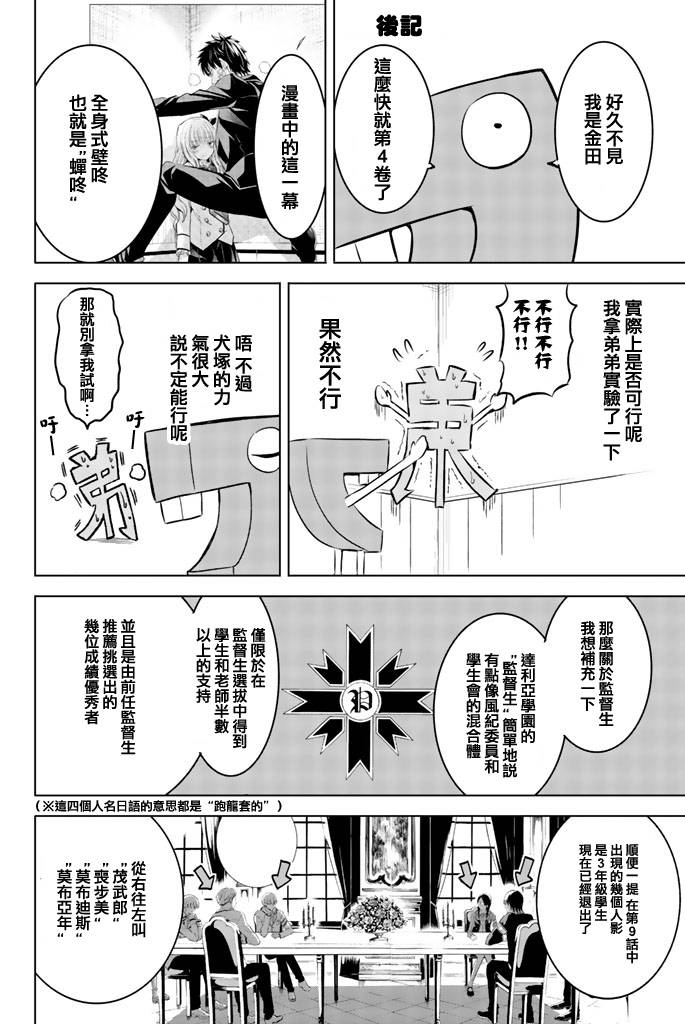 後記
好久不見
我是金田
這麼快就第4卷了
漫畫中的這一幕
全身式壁咚
也就是”蟬咚“
實際上是否可行呢
我拿弟弟實驗了一下
不行不行
不行!!
弟
果然不行
唔 不過
犬塚的力
氣很大
說不定能行呢
那就別拿我試啊…
吁ー
吁ー
弟
那麼關於監督生
我想補充一下
達利亞學園的
”監督生“簡單地說
有點像風紀委員和
學生會的混合體
P
僅限於在
監督生選拔中得到
學生和老師半數
以上的支持
並且是由前任監督生
推薦挑選出的
幾位成績優秀者
(※這四個人名日語的意思都是“跑龍套的”)
順便一提 在第9話中
出現的幾個人影
是3年級學生
現在已經退出了
從右往左叫
”茂武郎“
”喪步美“
”莫布迪斯“
”莫布亞年“